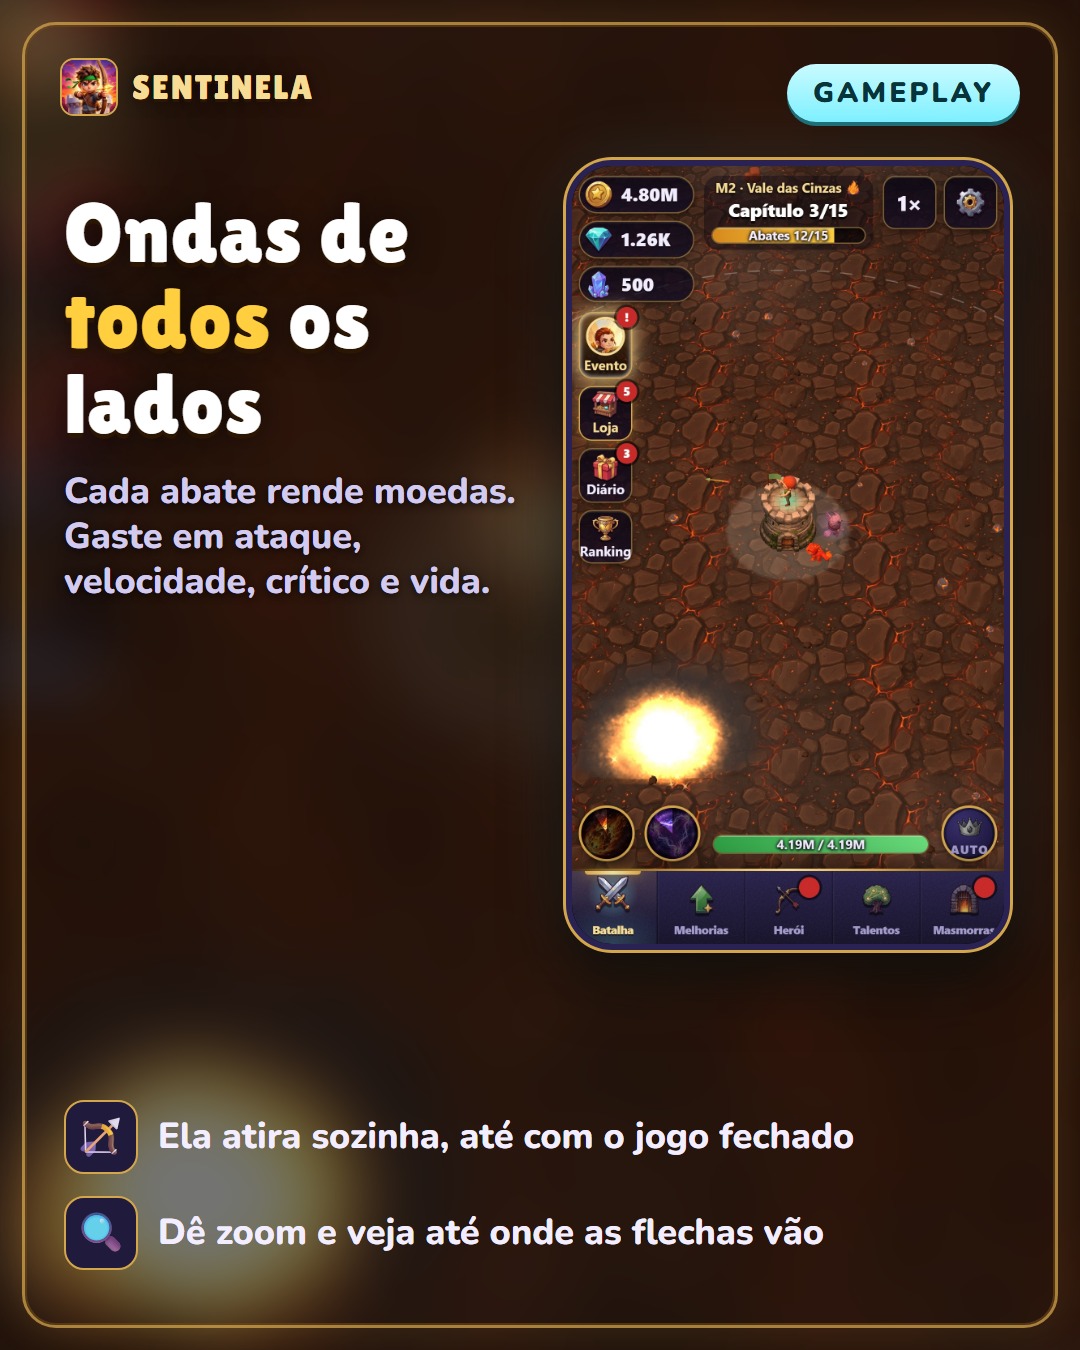 SENTINELA
GAMEPLAY
Ondas de
todos os
lados
Cada abate rende moedas.
Gaste em ataque,
velocidade, crítico e vida.
4.80M
1.26K
500
M2 · Vale das Cinzas
Capítulo 3/15
Abates 12/15
1×
!
Evento
5
Loja
3
Diário
Ranking
4.19M / 4.19M
AUTO
Batalha
Melhorias
Herói
Talentos
Masmorras
Ela atira sozinha, até com o jogo fechado
Dê zoom e veja até onde as flechas vão